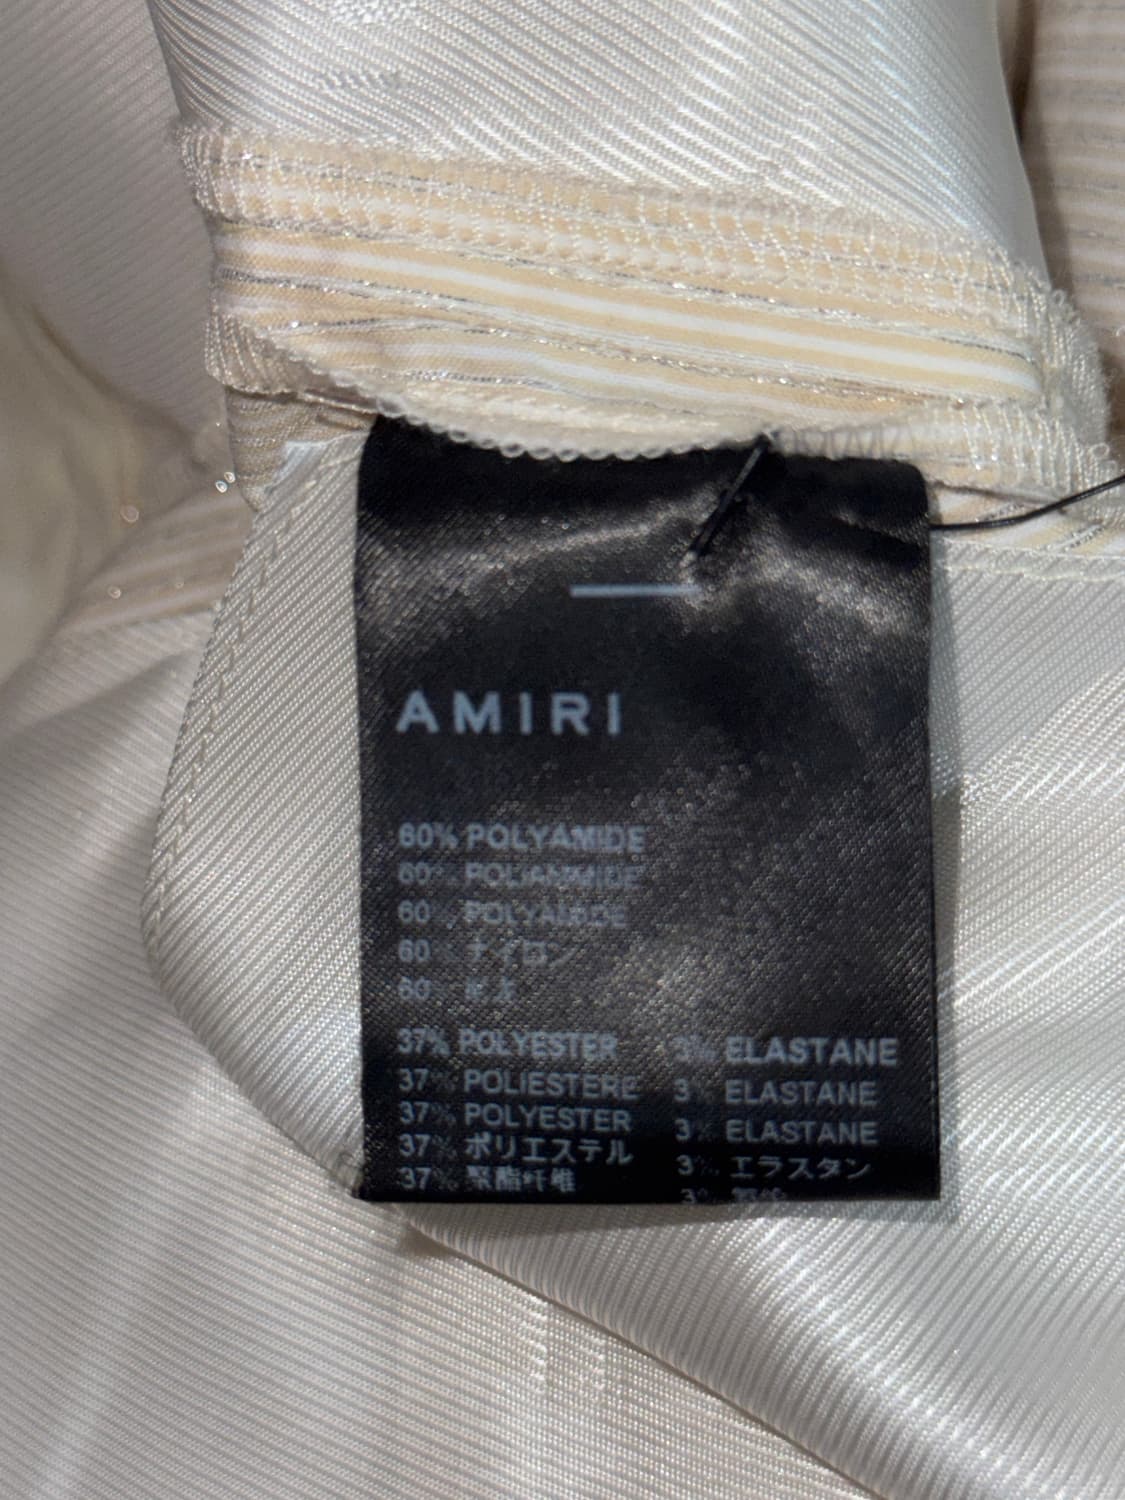 AMIRI
60% POLYAMIDE
60% POLIAMMIDE
60% POLYAMIDE
60% ナイロン
60%
37% POLYESTER 3% ELASTANE
37% POLIESTERE 3% ELASTANE
37% POLYESTER 3% ELASTANE
37% ポリエステル 3% エラスタン
37% 聚酯纤维 3%